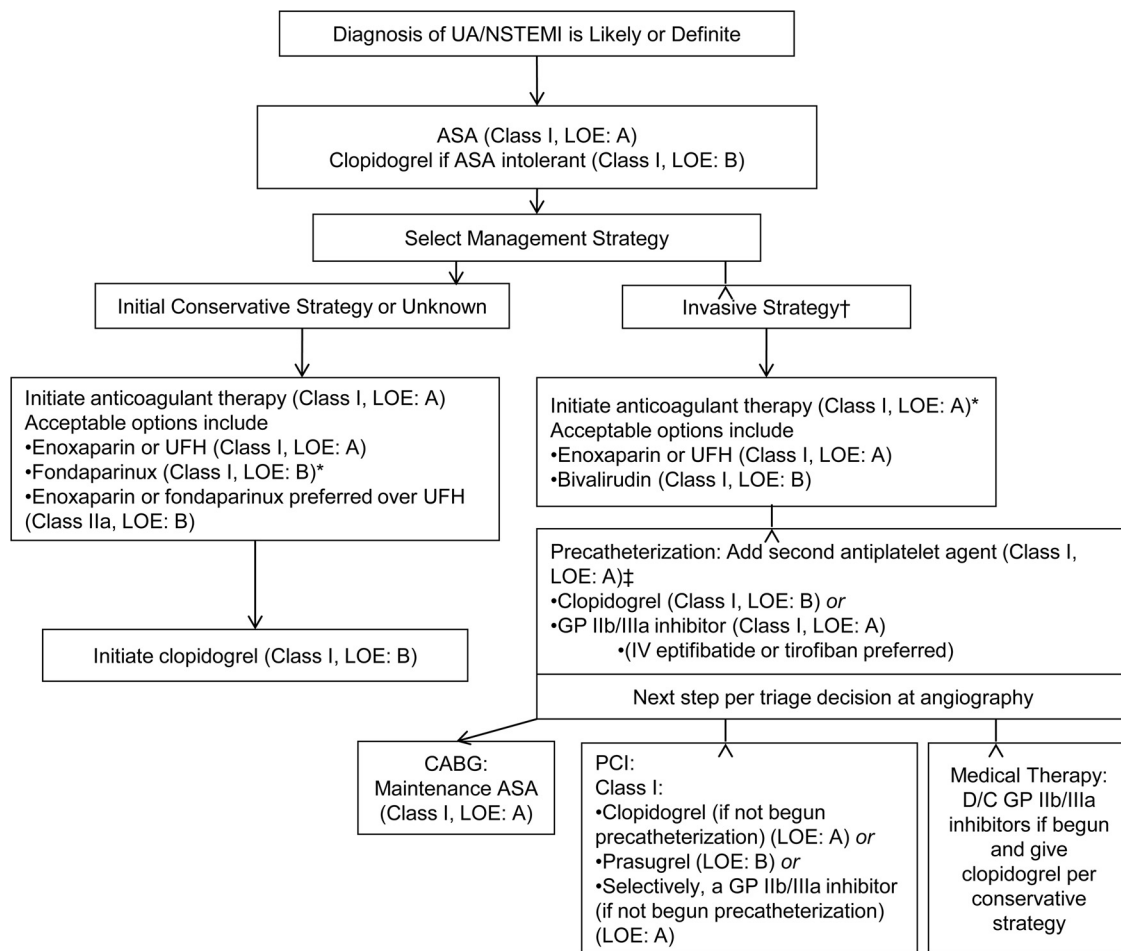 Diagnosis of UA/NSTEMI is Likely or Definite
ASA (Class I, LOE: A)
Clopidogrel if ASA intolerant (Class I, LOE: B)
Select Management Strategy
Initial Conservative Strategy or Unknown
Invasive Strategy†
Initiate anticoagulant therapy (Class I, LOE: A)
Acceptable options include
•Enoxaparin or UFH (Class I, LOE: A)
•Fondaparinux (Class I, LOE: B)*
•Enoxaparin or fondaparinux preferred over UFH
(Class IIa, LOE: B)
Initiate anticoagulant therapy (Class I, LOE: A)*
Acceptable options include
•Enoxaparin or UFH (Class I, LOE: A)
•Bivalirudin (Class I, LOE: B)
Initiate clopidogrel (Class I, LOE: B)
Precatheterization: Add second antiplatelet agent (Class I,
LOE: A)‡
•Clopidogrel (Class I, LOE: B) or
•GP IIb/IIIa inhibitor (Class I, LOE: A)
•(IV eptifibatide or tirofiban preferred)
Next step per triage decision at angiography
CABG:
Maintenance ASA
(Class I, LOE: A)
PCI:
Class I:
•Clopidogrel (if not begun
precatheterization) (LOE: A) or
•Prasugrel (LOE: B) or
•Selectively, a GP IIb/IIIa inhibitor
(if not begun precatheterization)
(LOE: A)
Medical Therapy:
D/C GP IIb/IIIa
inhibitors if begun
and give
clopidogrel per
conservative
strategy